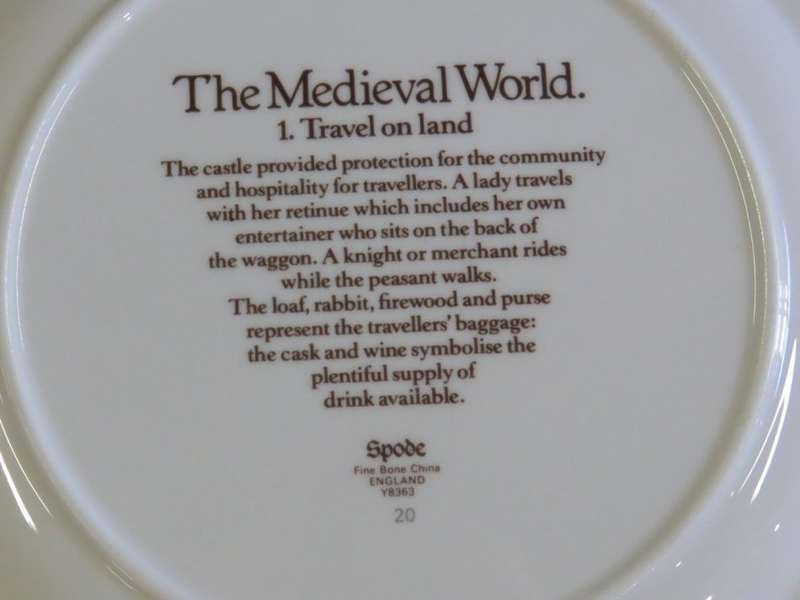 The Medieval World.
1. Travel on land
The castle provided protection for the community
and hospitality for travellers. A lady travels
with her retinue which includes her own
entertainer who sits on the back of
the waggon. A knight or merchant rides
while the peasant walks.
The loaf, rabbit, firewood and purse
represent the travellers' baggage:
the cask and wine symbolise the
plentiful supply of
drink available.
Spode
Fine Bone China
ENGLAND
Y8363
20